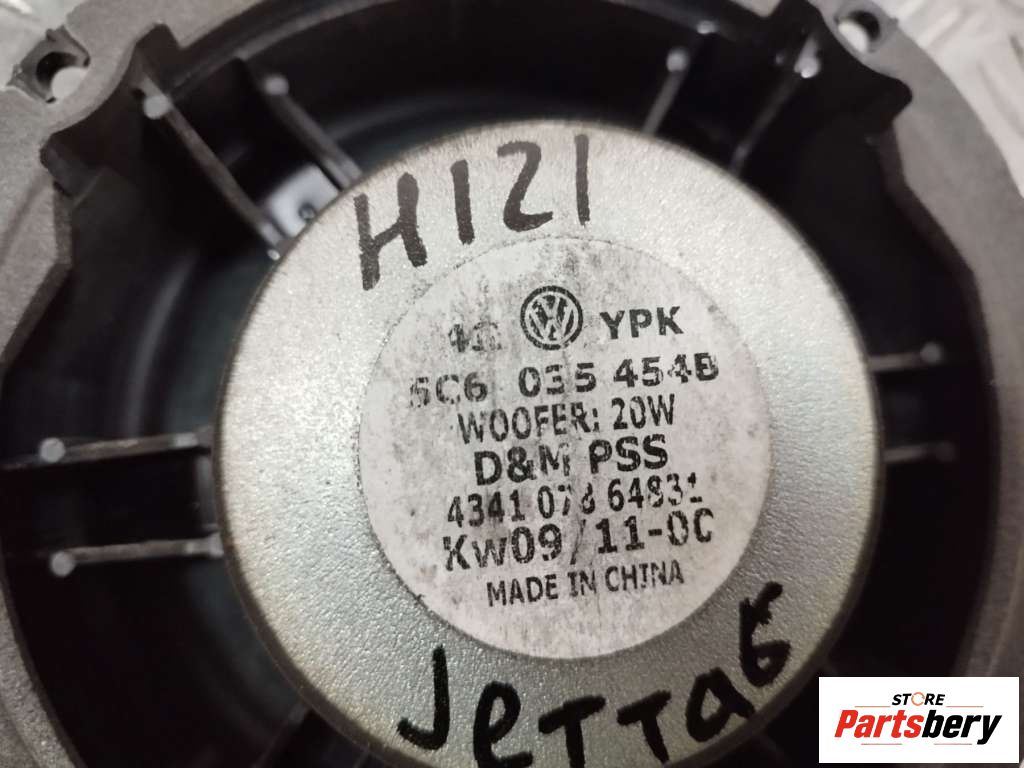 H121
YPK
5C6 035 454B
WOOFER: 20W
D&M PSS
4341 078 64831
Kw09/11-0C
MADE IN CHINA
JeTTa6
STORE
Partsbery